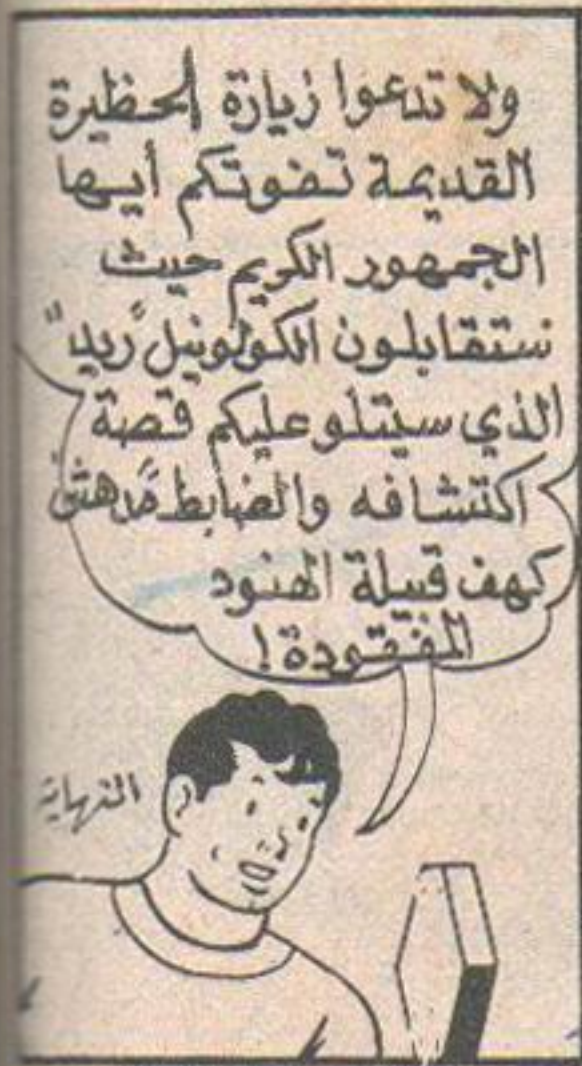 ولا تدعوا زيارة الحظيرة
القديمة تفوتكم أيها
الجمهور الكريم حيث
ستقابلون الكولونيل "ريد"
الذي سيتلو عليكم قصة
اكتشافه والضابط
كهف قبيلة الهنود
المفقودة!
النهاية